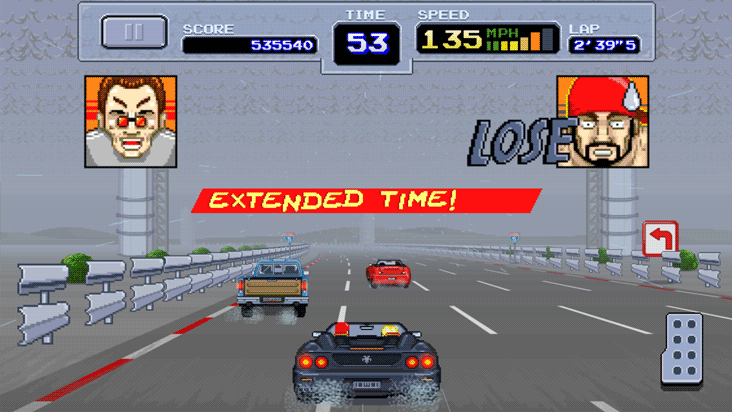 TIME
SPEED
SCORE
535540
53
135 MPH
LAP
2'39"5
LOSE
EXTENDED TIME!